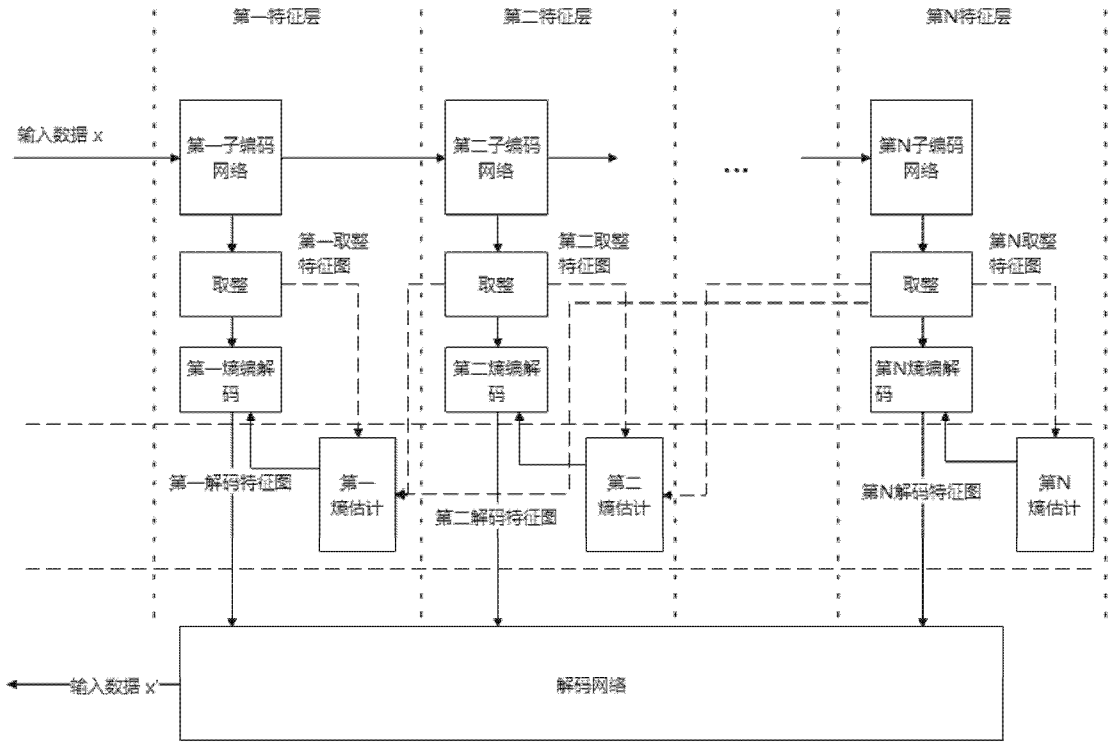 第一特征层
第二特征层
第N特征层
输入数据 x
第一子编码
网络
第二子编码
网络
...
第N子编码
网络
第一取整
特征图
第二取整
特征图
第N取整
特征图
取整
取整
取整
第一熵编解
码
第二熵编解
码
第N熵编解
码
第一解码特征图
第一
熵估计
第二解码特征图
第二
熵估计
第N解码特征图
第N
熵估计
输入数据 x'
解码网络